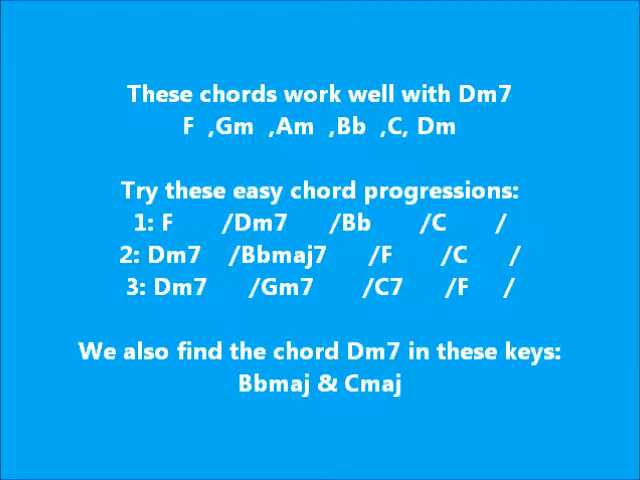 These chords work well with Dm7
F ,Gm ,Am ,Bb ,C, Dm
Try these easy chord progressions:
1: F /Dm7 /Bb /C /
2: Dm7 /Bbmaj7 /F /C /
3: Dm7 /Gm7 /C7 /F /
We also find the chord Dm7 in these keys:
Bbmaj & Cmaj